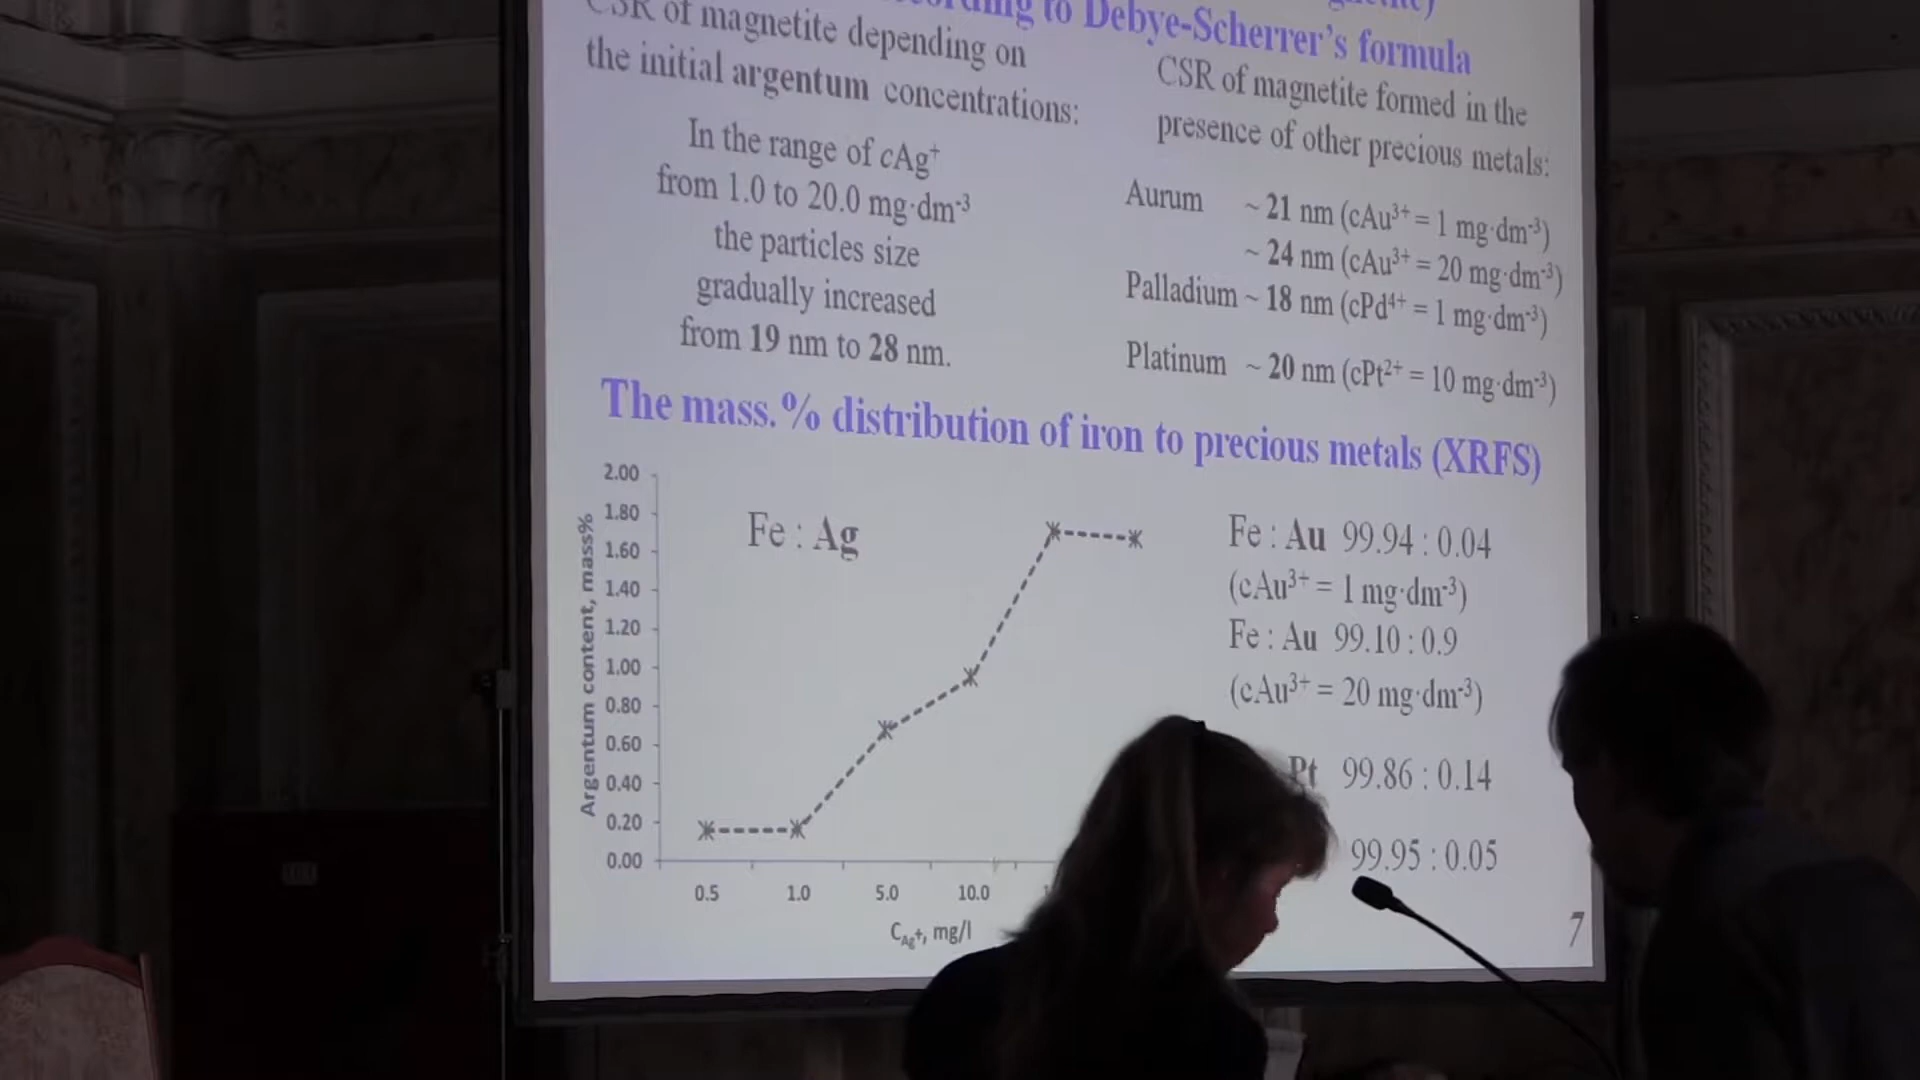 to Debye-Scherrer's formula
CSR of magnetite depending on
the initial argentum concentrations:
In the range of cAg⁺
from 1.0 to 20.0 mg·dm⁻³
the particles size
gradually increased
from 19 nm to 28 nm.
CSR of magnetite formed in the
presence of other precious metals:
Aurum ~ 21 nm (cAu³⁺ = 1 mg·dm⁻³)
~ 24 nm (cAu³⁺ = 20 mg·dm⁻³)
Palladium ~ 18 nm (cPd⁴⁺ = 1 mg·dm⁻³)
Platinum ~ 20 nm (cPt²⁺ = 10 mg·dm⁻³)
The mass.% distribution of iron to precious metals (XRFS)
Argentum content, mass%
2.00
1.80
1.60
1.40
1.20
1.00
0.80
0.60
0.40
0.20
0.00
Fe : Ag
0.5 1.0 5.0 10.0
C_Ag⁺, mg/l
Fe : Au 99.94 : 0.04
(cAu³⁺ = 1 mg·dm⁻³)
Fe : Au 99.10 : 0.9
(cAu³⁺ = 20 mg·dm⁻³)
Pt 99.86 : 0.14
99.95 : 0.05
7